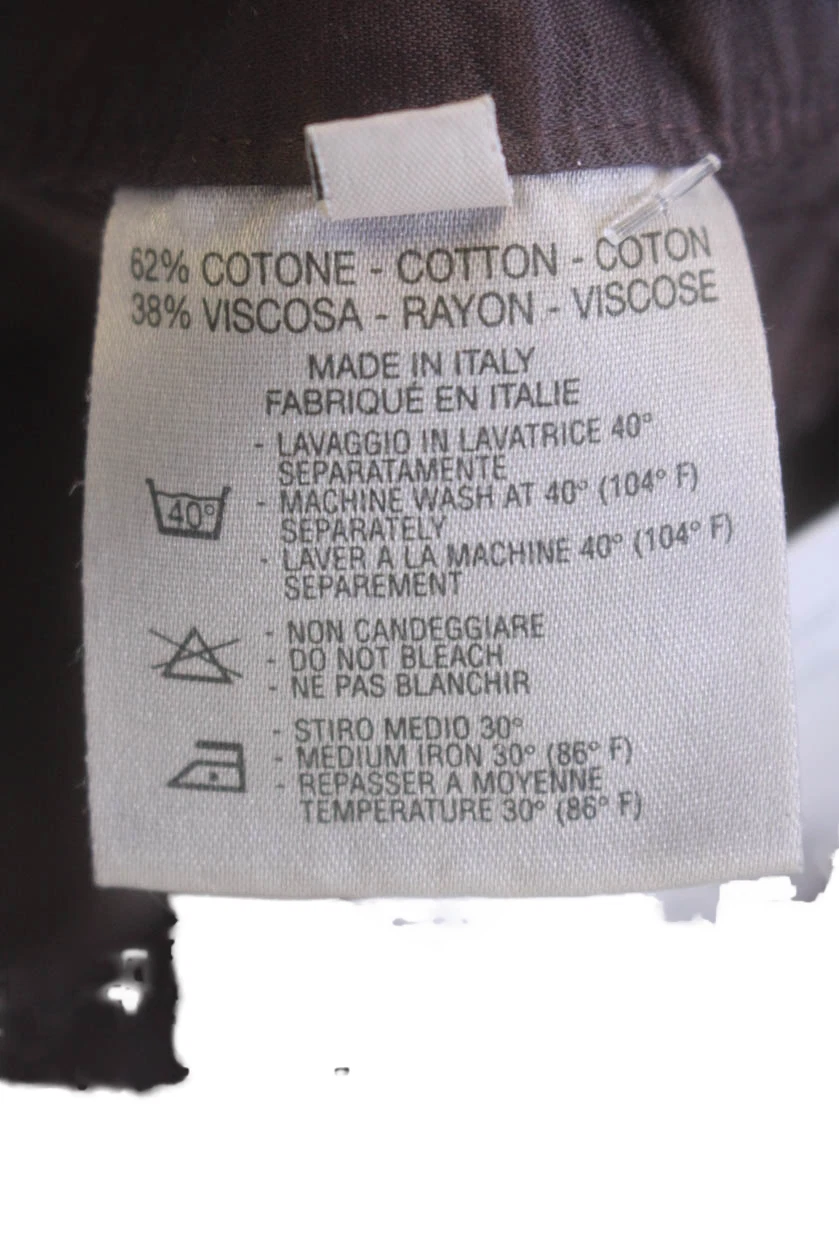 62% COTONE - COTTON - COTON
38% VISCOSA - RAYON - VISCOSE
MADE IN ITALY
FABRIQUÉ EN ITALIE
- LAVAGGIO IN LAVATRICE 40°
SEPARATAMENTE
40°
- MACHINE WASH AT 40° (104° F)
SEPARATELY
- LAVER A LA MACHINE 40° (104° F)
SEPAREMENT
- NON CANDEGGIARE
- DO NOT BLEACH
- NE PAS BLANCHIR
- STIRO MEDIO 30°
- MEDIUM IRON 30° (86° F)
- REPASSER A MOYENNE
TEMPERATURE 30° (86° F)